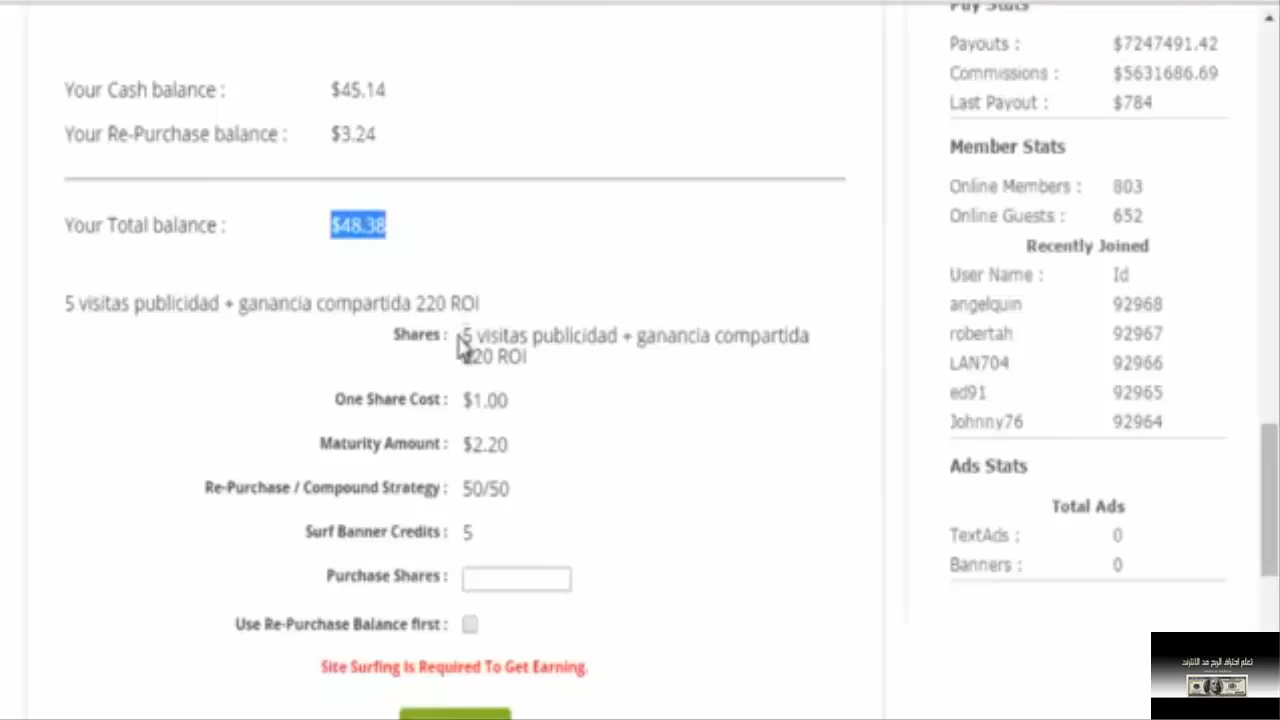 Your Cash balance : $45.14
Your Re-Purchase balance : $3.24
Your Total balance : $48.38
5 visitas publicidad + ganancia compartida 220 ROI
Shares : 5 visitas publicidad + ganancia compartida
220 ROI
One Share Cost : $1.00
Maturity Amount : $2.20
Re-Purchase / Compound Strategy : 50/50
Surf Banner Credits : 5
Purchase Shares :
Use Re-Purchase Balance first :
Site Surfing Is Required To Get Earning.
Pay Stats
Payouts : $7247491.42
Commissions : $5631686.69
Last Payout : $784
Member Stats
Online Members : 803
Online Guests : 652
Recently Joined
User Name : Id
angelquin 92968
robertah 92967
LAN704 92966
ed91 92965
Johnny76 92964
Ads Stats
Total Ads
TextAds : 0
Banners : 0
تعلم احتراف الربح من الانترنت